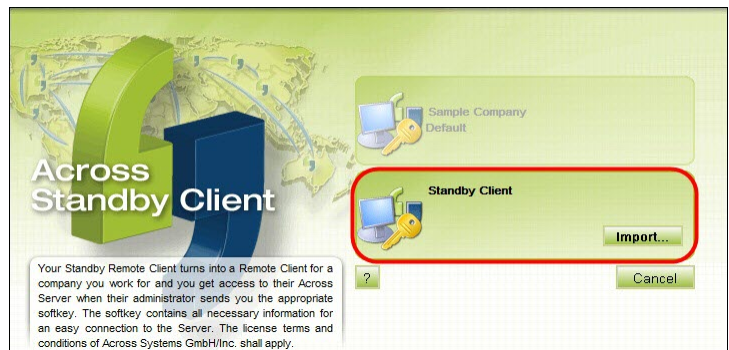 Across
Standby Client
Your Standby Remote Client turns into a Remote Client for a
company you work for and you get access to their Across
Server when their administrator sends you the appropriate
softkey. The softkey contains all necessary information for
an easy connection to the Server. The license terms and
conditions of Across Systems GmbH/Inc. shall apply.
Sample Company
Default
Standby Client
Import...
?
Cancel